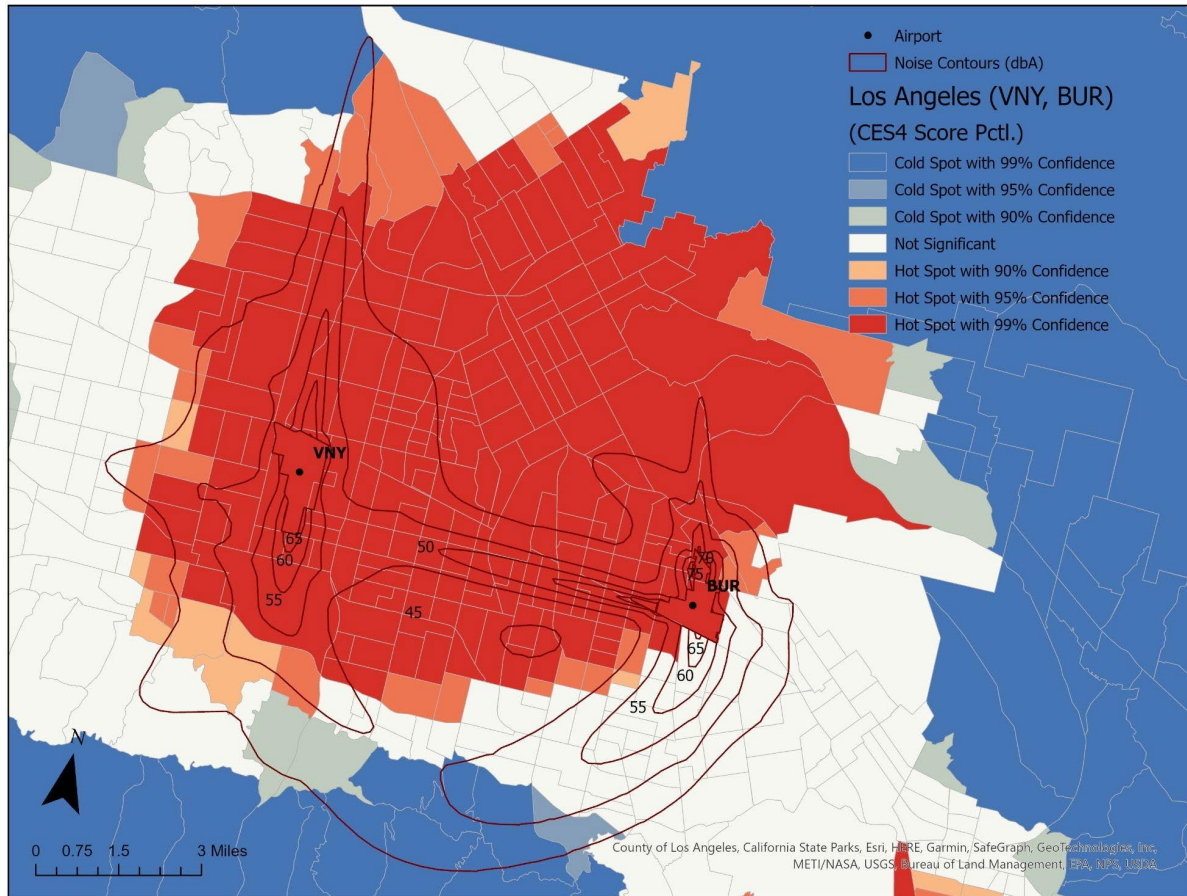 Airport
Noise Contours (dbA)
Los Angeles (VNY, BUR)
(CES4 Score Pctl.)
Cold Spot with 99% Confidence
Cold Spot with 95% Confidence
Cold Spot with 90% Confidence
Not Significant
Hot Spot with 90% Confidence
Hot Spot with 95% Confidence
Hot Spot with 99% Confidence
VNY
65
60
55
50
45
70
75
BUR
65
60
55
N
0 0.75 1.5 3 Miles
County of Los Angeles, California State Parks, Esri, HERE, Garmin, SafeGraph, GeoTechnologies, Inc,
METI/NASA, USGS, Bureau of Land Management, EPA, NPS, USDA